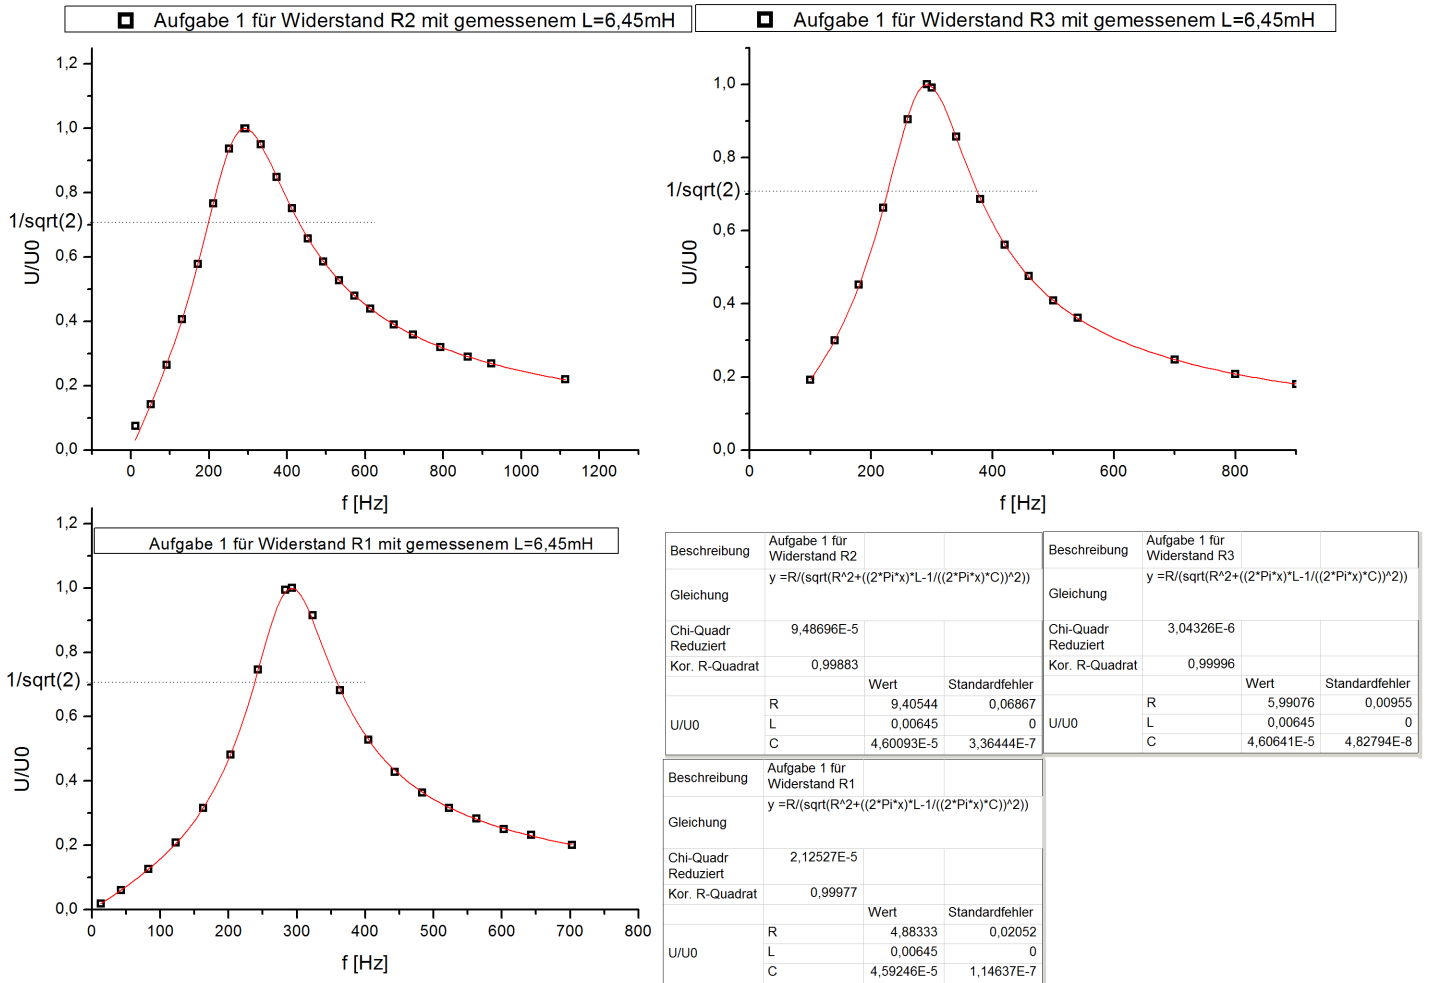 Aufgabe 1 für Widerstand R2 mit gemessenem L=6,45mH
1,2
1,0
0,8
1/sqrt(2)
0,6
0,4
0,2
0,0
U/U0
0 200 400 600 800 1000 1200
f [Hz]
Aufgabe 1 für Widerstand R3 mit gemessenem L=6,45mH
1,0
0,8
1/sqrt(2)
0,6
0,4
0,2
0,0
U/U0
0 200 400 600 800
f [Hz]
Aufgabe 1 für Widerstand R1 mit gemessenem L=6,45mH
1,2
1,0
0,8
1/sqrt(2)
0,6
0,4
0,2
0,0
U/U0
0 100 200 300 400 500 600 700 800
f [Hz]
Beschreibung Aufgabe 1 für
Widerstand R2
Gleichung y =R/(sqrt(R^2+((2*Pi*x)*L-1/((2*Pi*x)*C))^2))
Chi-Quadr
Reduziert 9,48696E-5
Kor. R-Quadrat 0,99883
Wert Standardfehler
U/U0
R 9,40544 0,06867
L 0,00645 0
C 4,60093E-5 3,36444E-7
Beschreibung Aufgabe 1 für
Widerstand R3
Gleichung y =R/(sqrt(R^2+((2*Pi*x)*L-1/((2*Pi*x)*C))^2))
Chi-Quadr
Reduziert 3,04326E-6
Kor. R-Quadrat 0,99996
Wert Standardfehler
U/U0
R 5,99076 0,00955
L 0,00645 0
C 4,60641E-5 4,82794E-8
Beschreibung Aufgabe 1 für
Widerstand R1
Gleichung y =R/(sqrt(R^2+((2*Pi*x)*L-1/((2*Pi*x)*C))^2))
Chi-Quadr
Reduziert 2,12527E-5
Kor. R-Quadrat 0,99977
Wert Standardfehler
U/U0
R 4,88333 0,02052
L 0,00645 0
C 4,59246E-5 1,14637E-7